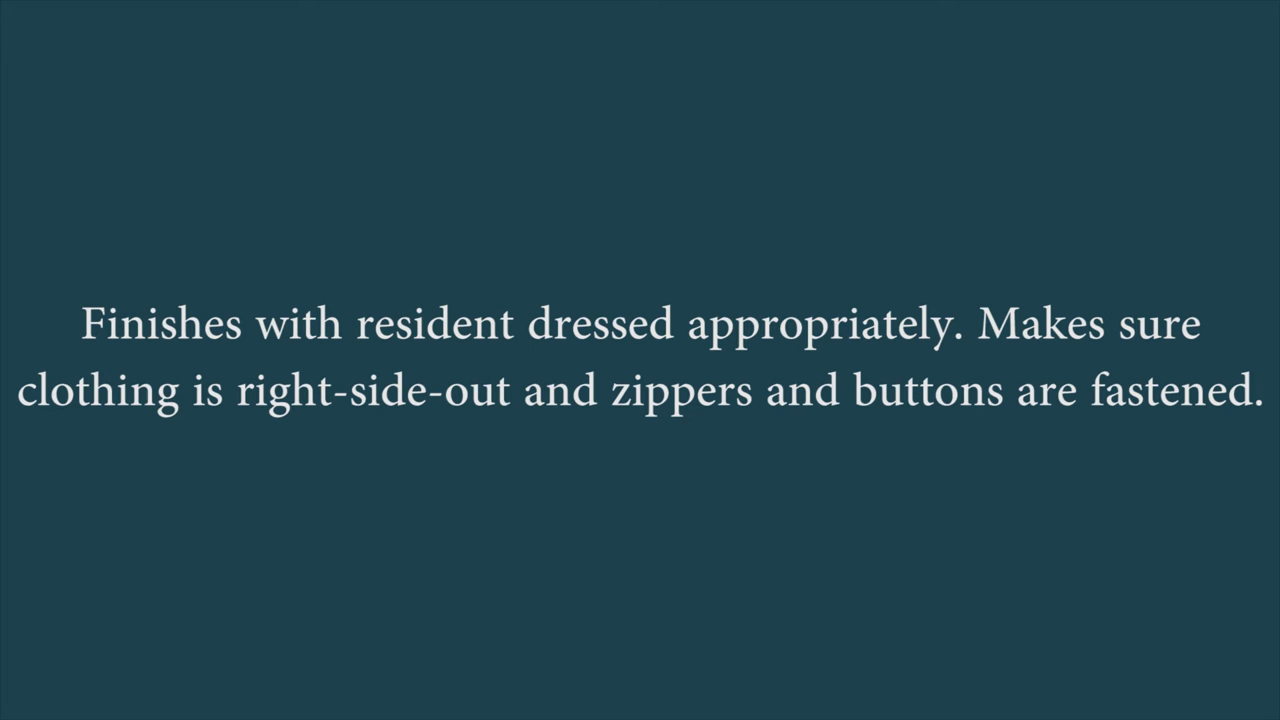 Finishes with resident dressed appropriately. Makes sure
clothing is right-side-out and zippers and buttons are fastened.